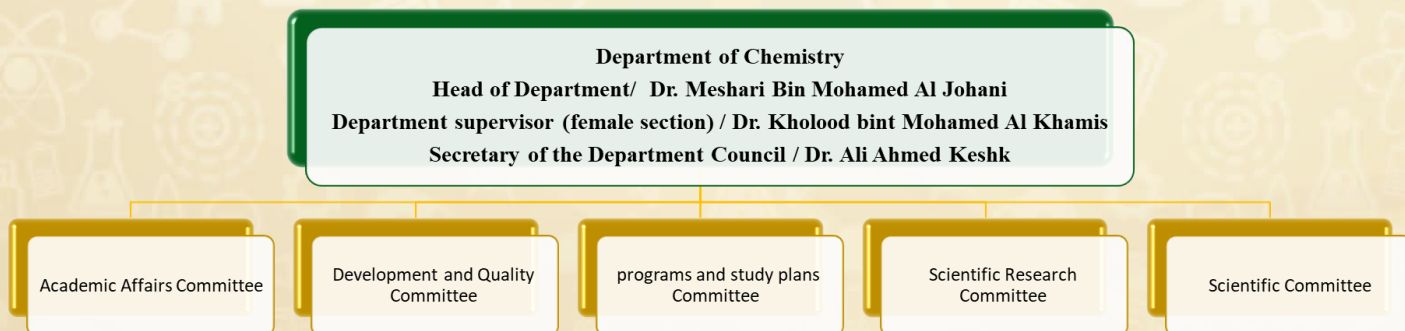 Department of Chemistry
Head of Department/ Dr. Meshari Bin Mohamed Al Johani
Department supervisor (female section) / Dr. Kholood bint Mohamed Al Khamis
Secretary of the Department Council / Dr. Ali Ahmed Keshk
Academic Affairs Committee
Development and Quality
Committee
programs and study plans
Committee
Scientific Research
Committee
Scientific Committee